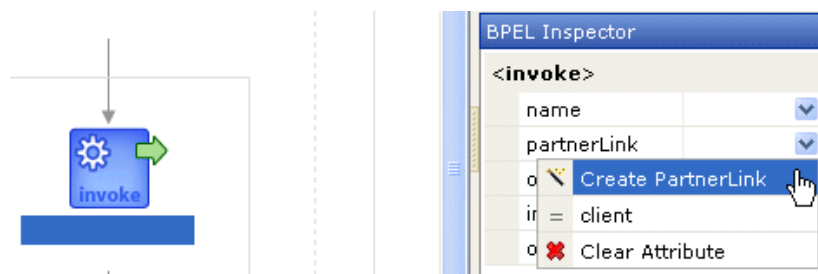 BPEL Inspector
<invoke>
name
partnerLink
Create PartnerLink
= client
Clear Attribute
invoke